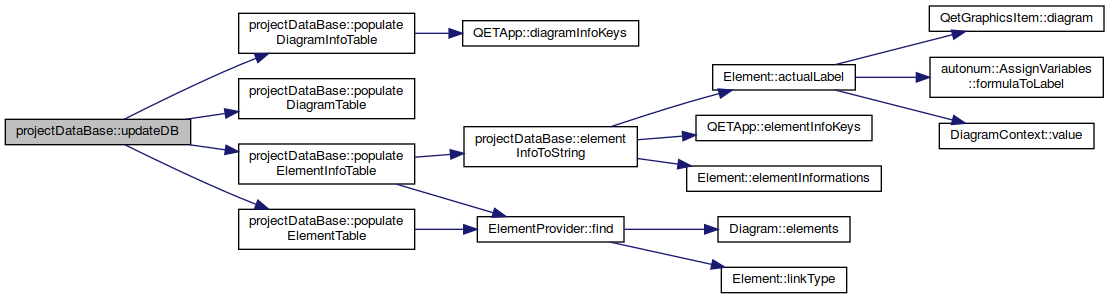 projectDataBase::updateDB
projectDataBase::populate
DiagramInfoTable
QETApp::diagramInfoKeys
projectDataBase::populate
DiagramTable
projectDataBase::populate
ElementInfoTable
projectDataBase::element
InfoToString
Element::actualLabel
QetGraphicsItem::diagram
autonum::AssignVariables
::formulaToLabel
DiagramContext::value
QETApp::elementInfoKeys
Element::elementInformations
projectDataBase::populate
ElementTable
ElementProvider::find
Diagram::elements
Element::linkType